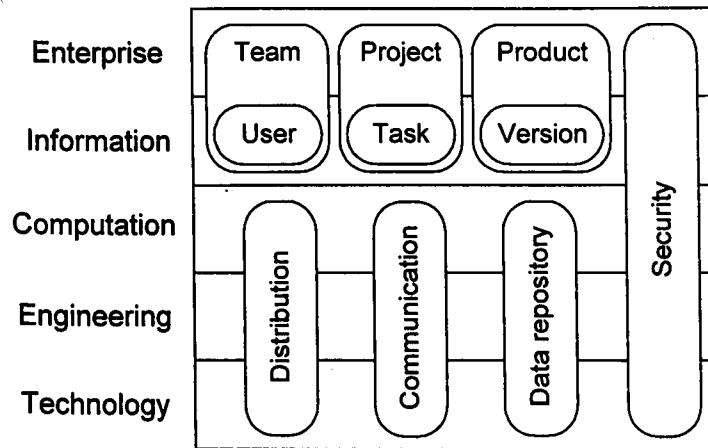 Enterprise Team Project Product
Information User Task Version
Computation
Engineering
Technology
Distribution
Communication
Data repository
Security